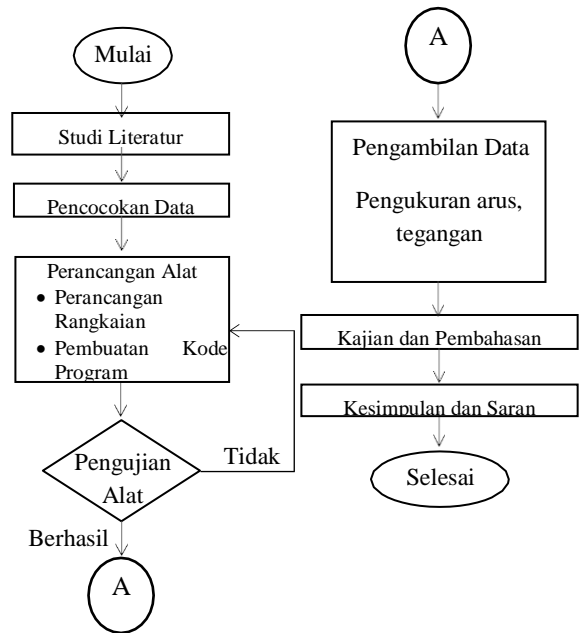 Mulai
Studi Literatur
Pencocokan Data
Perancangan Alat
• Perancangan
Rangkaian
• Pembuatan Kode
Program
Pengujian
Alat
Tidak
Berhasil
A
A
Pengambilan Data
Pengukuran arus,
tegangan
Kajian dan Pembahasan
Kesimpulan dan Saran
Selesai